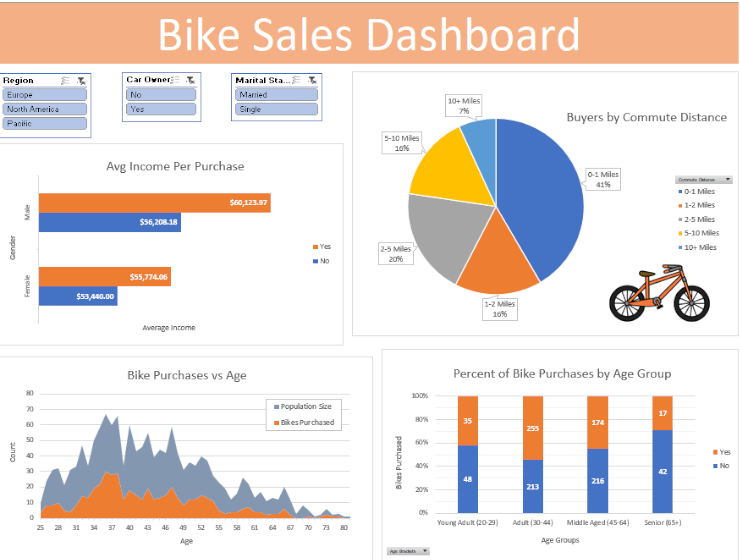 Bike Sales Dashboard
Region
Europe
North America
Pacific
Car Owner
No
Yes
Marital Sta...
Married
Single
Avg Income Per Purchase
Gender
Male
Female
$60,123.97
$56,208.18
$55,774.06
$53,440.00
Average Income
Yes
No
Buyers by Commute Distance
10+ Miles
7%
5-10 Miles
16%
0-1 Miles
41%
2-5 Miles
20%
1-2 Miles
16%
Commute Distance
0-1 Miles
1-2 Miles
2-5 Miles
5-10 Miles
10+ Miles
Bike Purchases vs Age
Count
80
70
60
50
40
30
20
10
0
25 28 31 34 37 40 43 46 49 52 55 58 61 64 67 70 73 80
Age
Population Size
Bikes Purchased
Percent of Bike Purchases by Age Group
Bikes Purchased
100%
80%
60%
40%
20%
0%
35 255 174 17
48 213 216 42
Young Adult (20-29) Adult (30-44) Middle Aged (45-64) Senior (65+)
Age Groups
Yes
No
Age Brackets